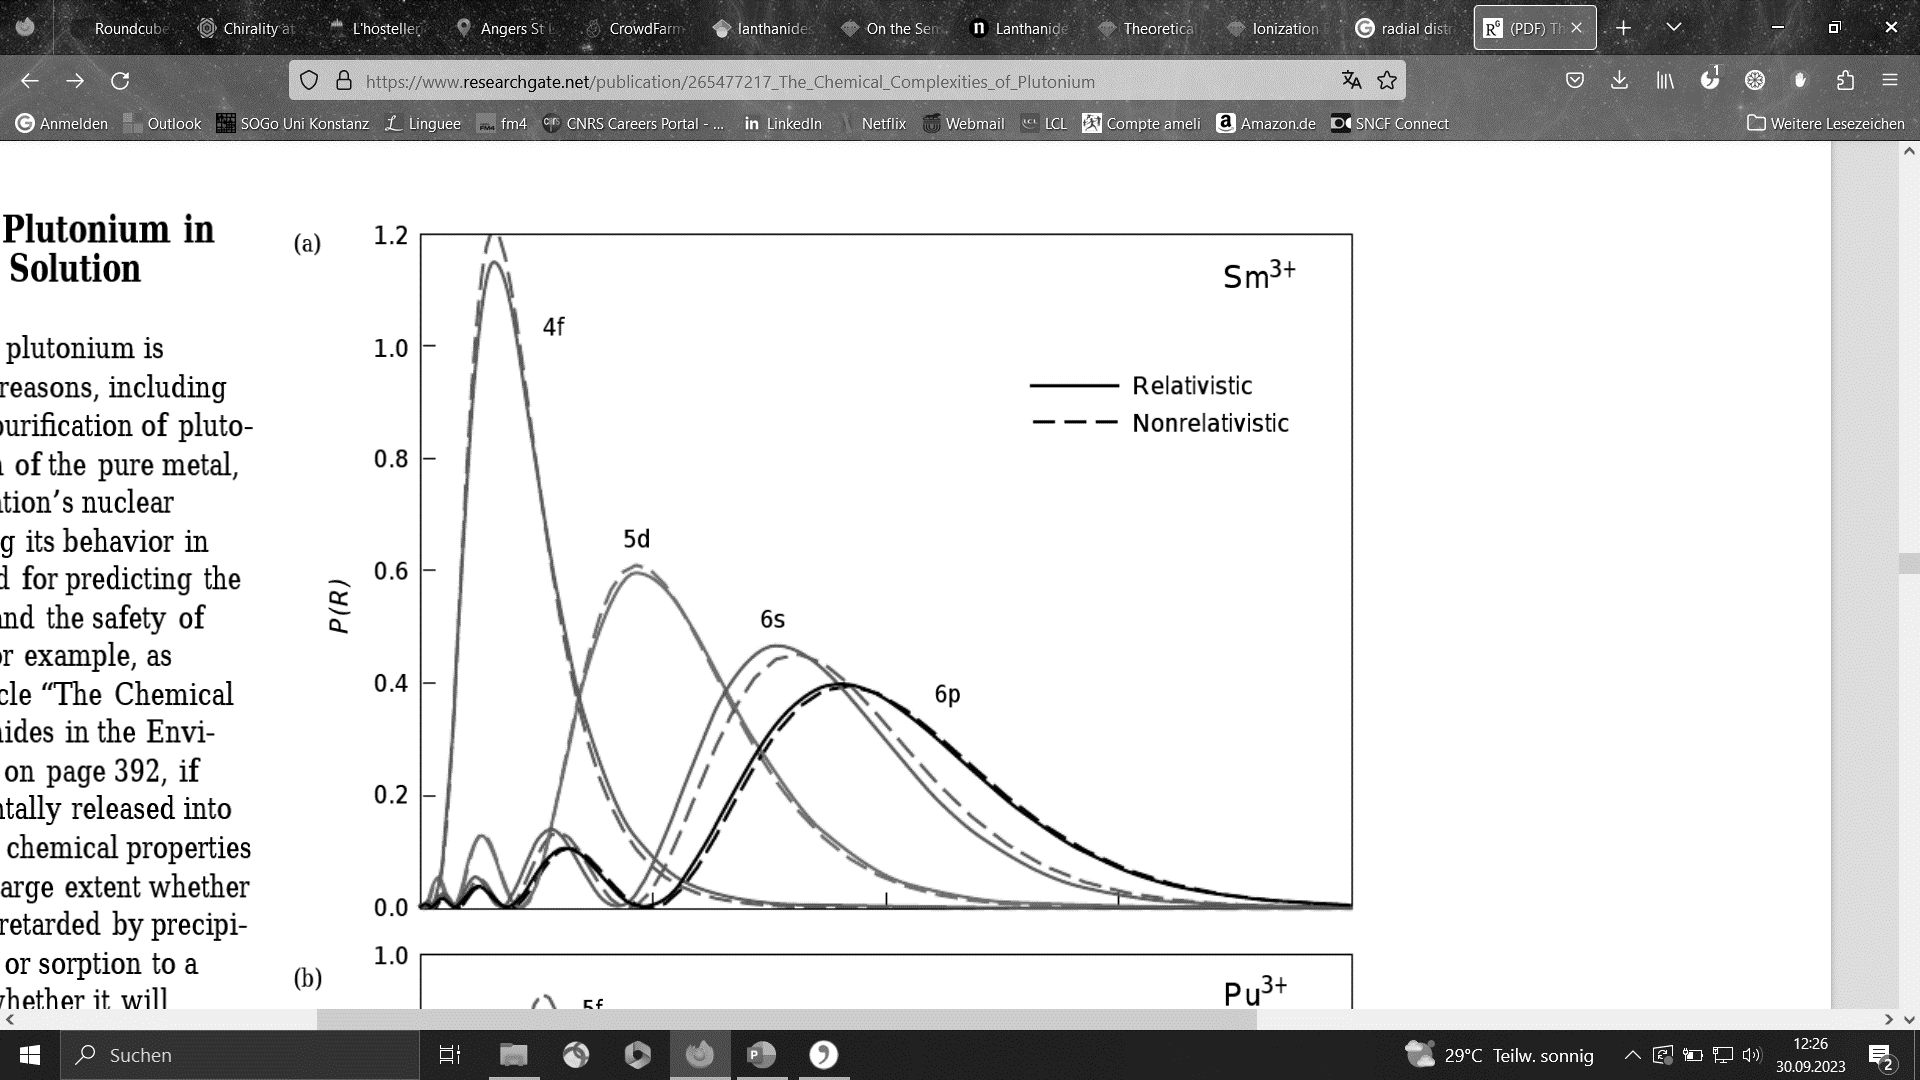 Roundcube
Chirality at
L'hosteller
Angers St L
CrowdFarm
lanthanides
On the Sem
Lanthanide
Theoretica
Ionization
radial distr
(PDF) Th
https://www.researchgate.net/publication/265477217_The_Chemical_Complexities_of_Plutonium
Anmelden
Outlook
SOGo Uni Konstanz
Linguee
fm4
CNRS Careers Portal - ...
LinkedIn
Netflix
Webmail
LCL
Compte ameli
Amazon.de
SNCF Connect
Weitere Lesezeichen
Plutonium in
Solution
plutonium is
reasons, including
purification of pluto-
of the pure metal,
ation's nuclear
g its behavior in
d for predicting the
and the safety of
or example, as
cle “The Chemical
nides in the Envi-
on page 392, if
ntally released into
chemical properties
large extent whether
retarded by precipi-
or sorption to a
whether it will
(a)
1.2
1.0
0.8
0.6
0.4
0.2
0.0
P(R)
Sm3+
Relativistic
Nonrelativistic
4f
5d
6s
6p
(b)
1.0
Pu3+
5f
Suchen
29°C Teilw. sonnig
12:26
30.09.2023
2